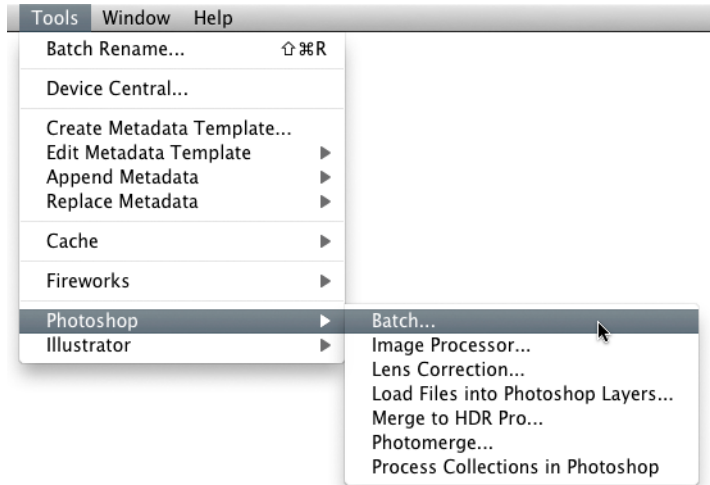 Tools Window Help
Batch Rename... ⇧⌘R
Device Central...
Create Metadata Template...
Edit Metadata Template
Append Metadata
Replace Metadata
Cache
Fireworks
Photoshop
Illustrator
Batch...
Image Processor...
Lens Correction...
Load Files into Photoshop Layers...
Merge to HDR Pro...
Photomerge...
Process Collections in Photoshop